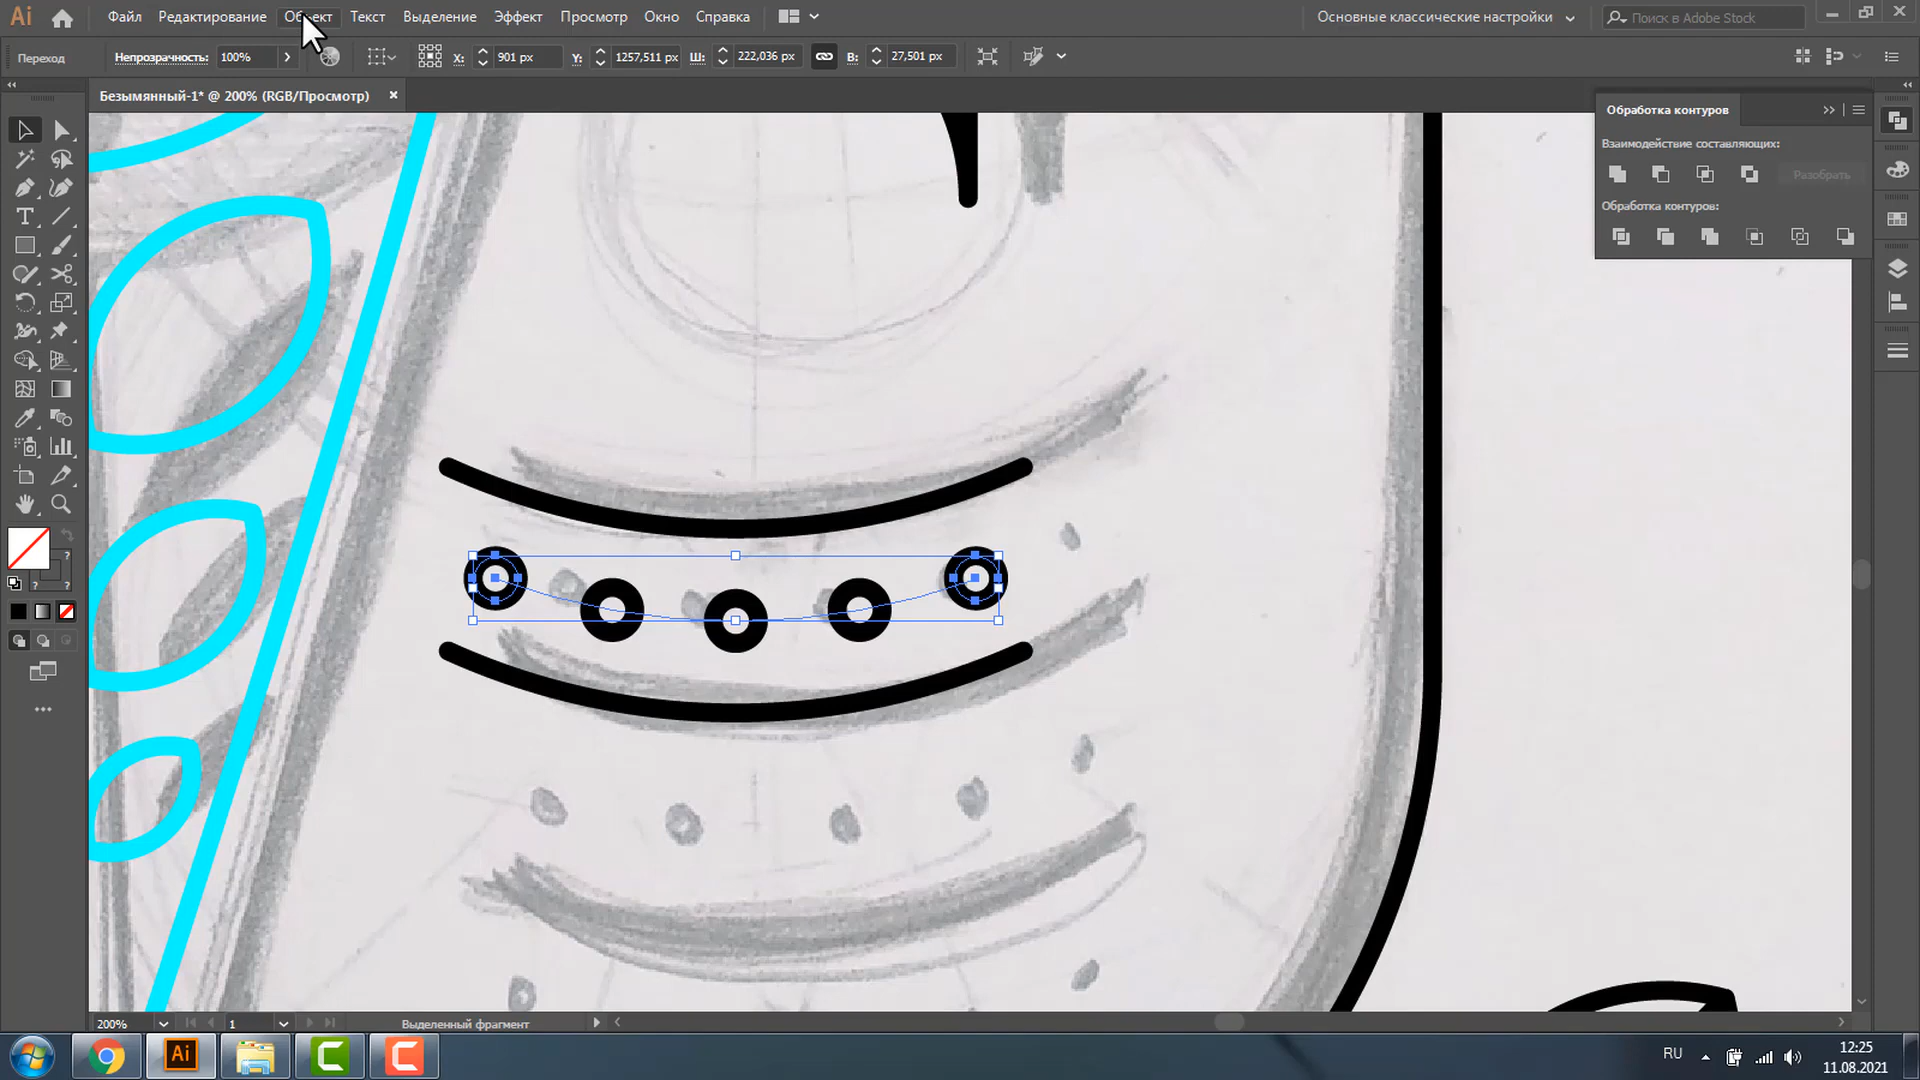 Ai Файл Редактирование Объект Текст Выделение Эффект Просмотр Окно Справка Основные классические настройки Поиск в Adobe Stock
Переход Непрозрачность: 100% X: 901 px Y: 1257,511 px Ш: 222,036 px В: 27,501 px
Безымянный-1* @ 200% (RGB/Просмотр)
Обработка контуров
Взаимодействие составляющих:
Разобрать
Обработка контуров:
T
? ? ?
200% 1 Выделенный фрагмент
Ai C C RU 12:25
11.08.2021